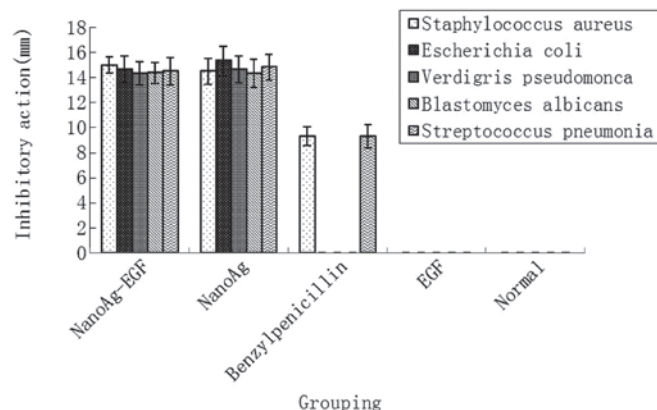 18
16
14
12
10
8
6
4
2
0
Inhibitory action(mm)
Staphylococcus aureus
Escherichia coli
Verdigris pseudomonca
Blastomyces albicans
Streptococcus pneumonia
NanoAg-EGF
NanoAg
Benzylpenicillin
EGF
Normal
Grouping